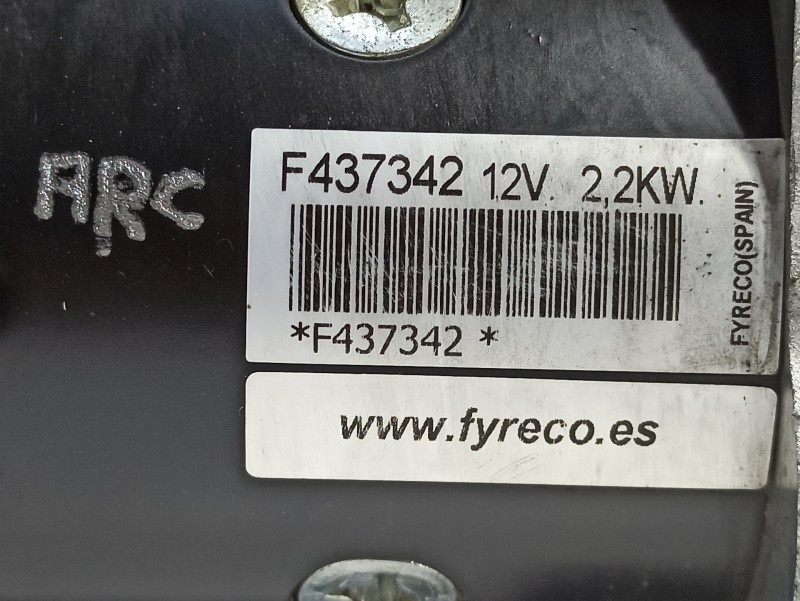 ARC
F437342 12V. 2,2KW.
*F437342 *
FYRECO(SPAIN)
www.fyreco.es